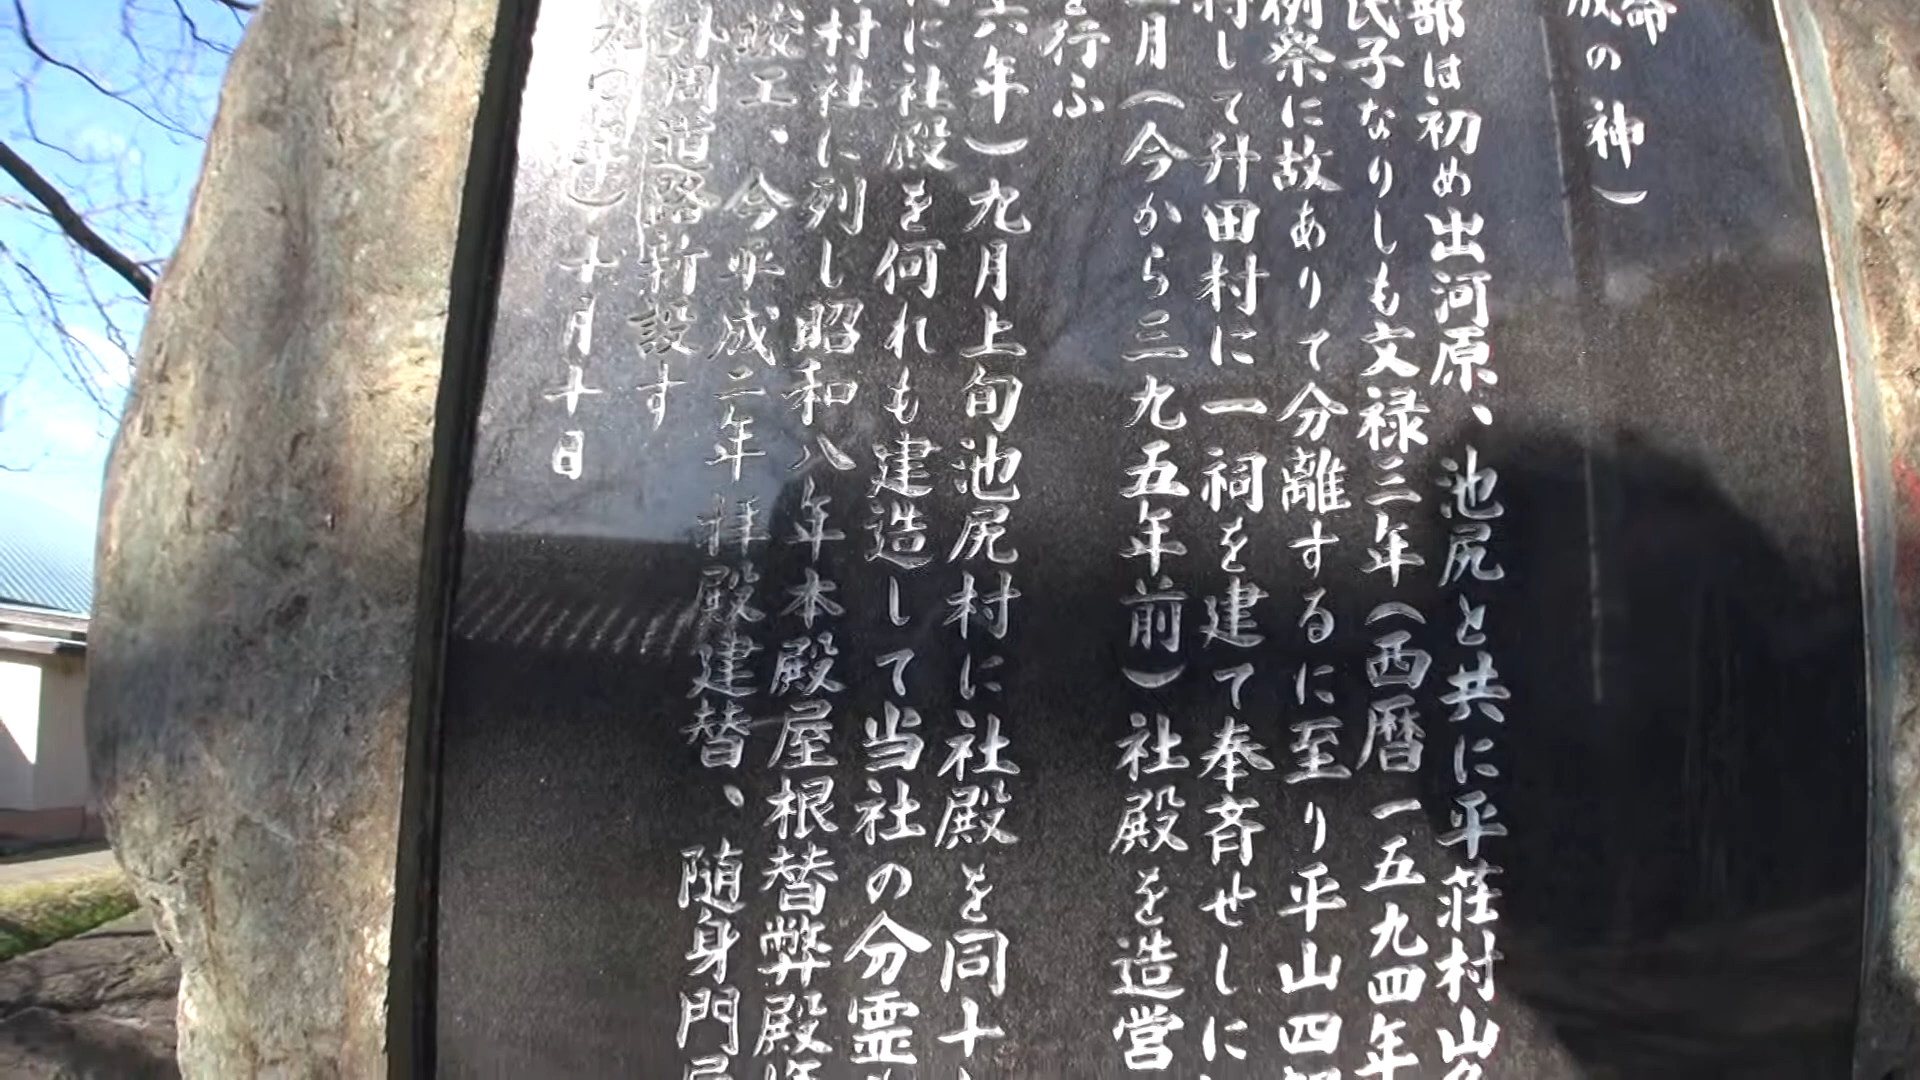 命
成の神）
部は初め出河原、池尻と共に平荘村山
氏子なりしも文禄三年（西暦一五九四年
例祭に故ありて分離するに至り平山四
村して升田村に一祠を建て奉斉せしに
月（今から三九五年前）社殿を造営
を行ふ
六年）九月上旬池尻村に社殿を同十
に社殿を何れも建造して当社の分霊
村社に列し昭和八年本殿屋根替弊殿
竣工、今平成二年拝殿建替、随身門
外周道路新設す
十月十日